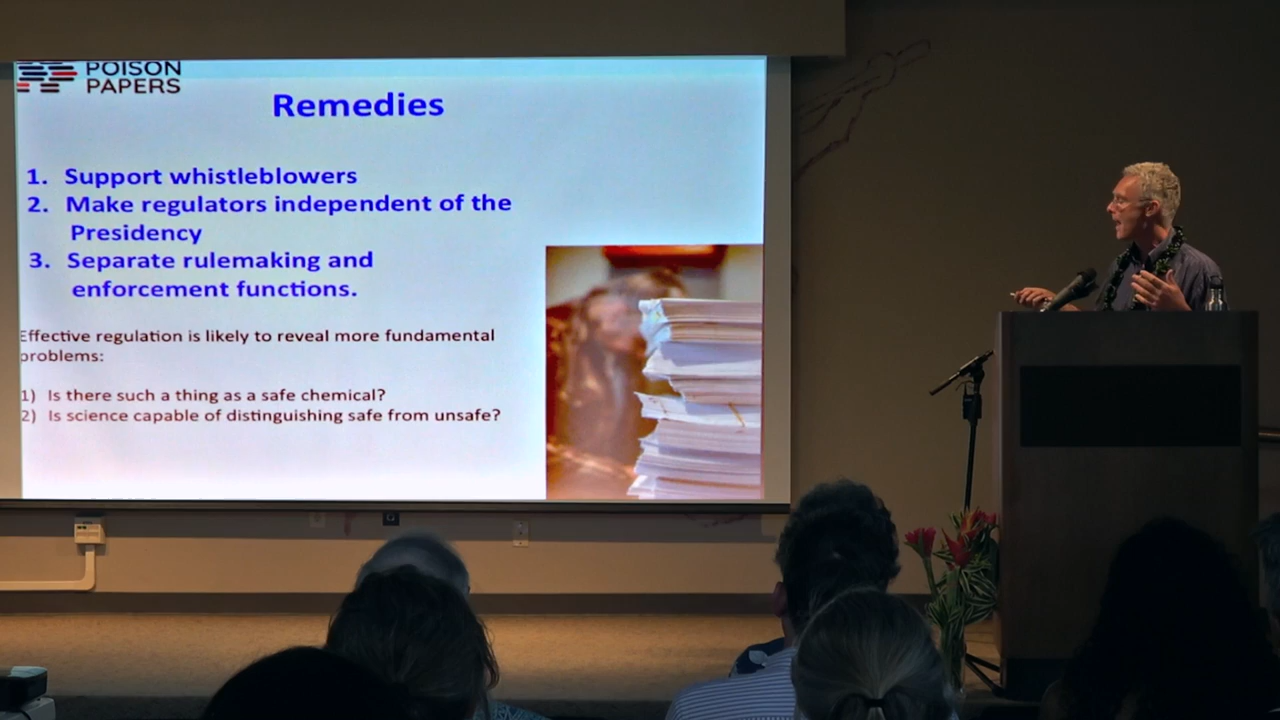 POISON
PAPERS
Remedies
1. Support whistleblowers
2. Make regulators independent of the
Presidency
3. Separate rulemaking and
enforcement functions.
Effective regulation is likely to reveal more fundamental
problems:
1) Is there such a thing as a safe chemical?
2) Is science capable of distinguishing safe from unsafe?